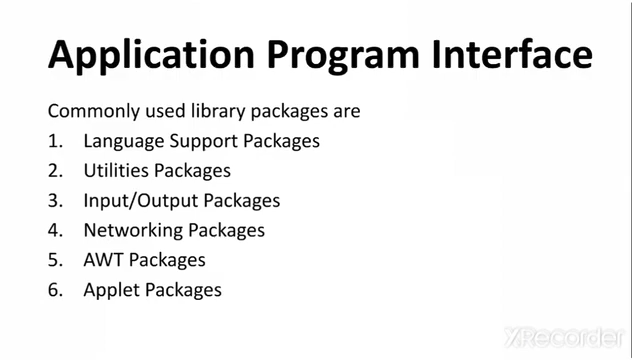 Application Program Interface
Commonly used library packages are
1. Language Support Packages
2. Utilities Packages
3. Input/Output Packages
4. Networking Packages
5. AWT Packages
6. Applet Packages
XRecorder